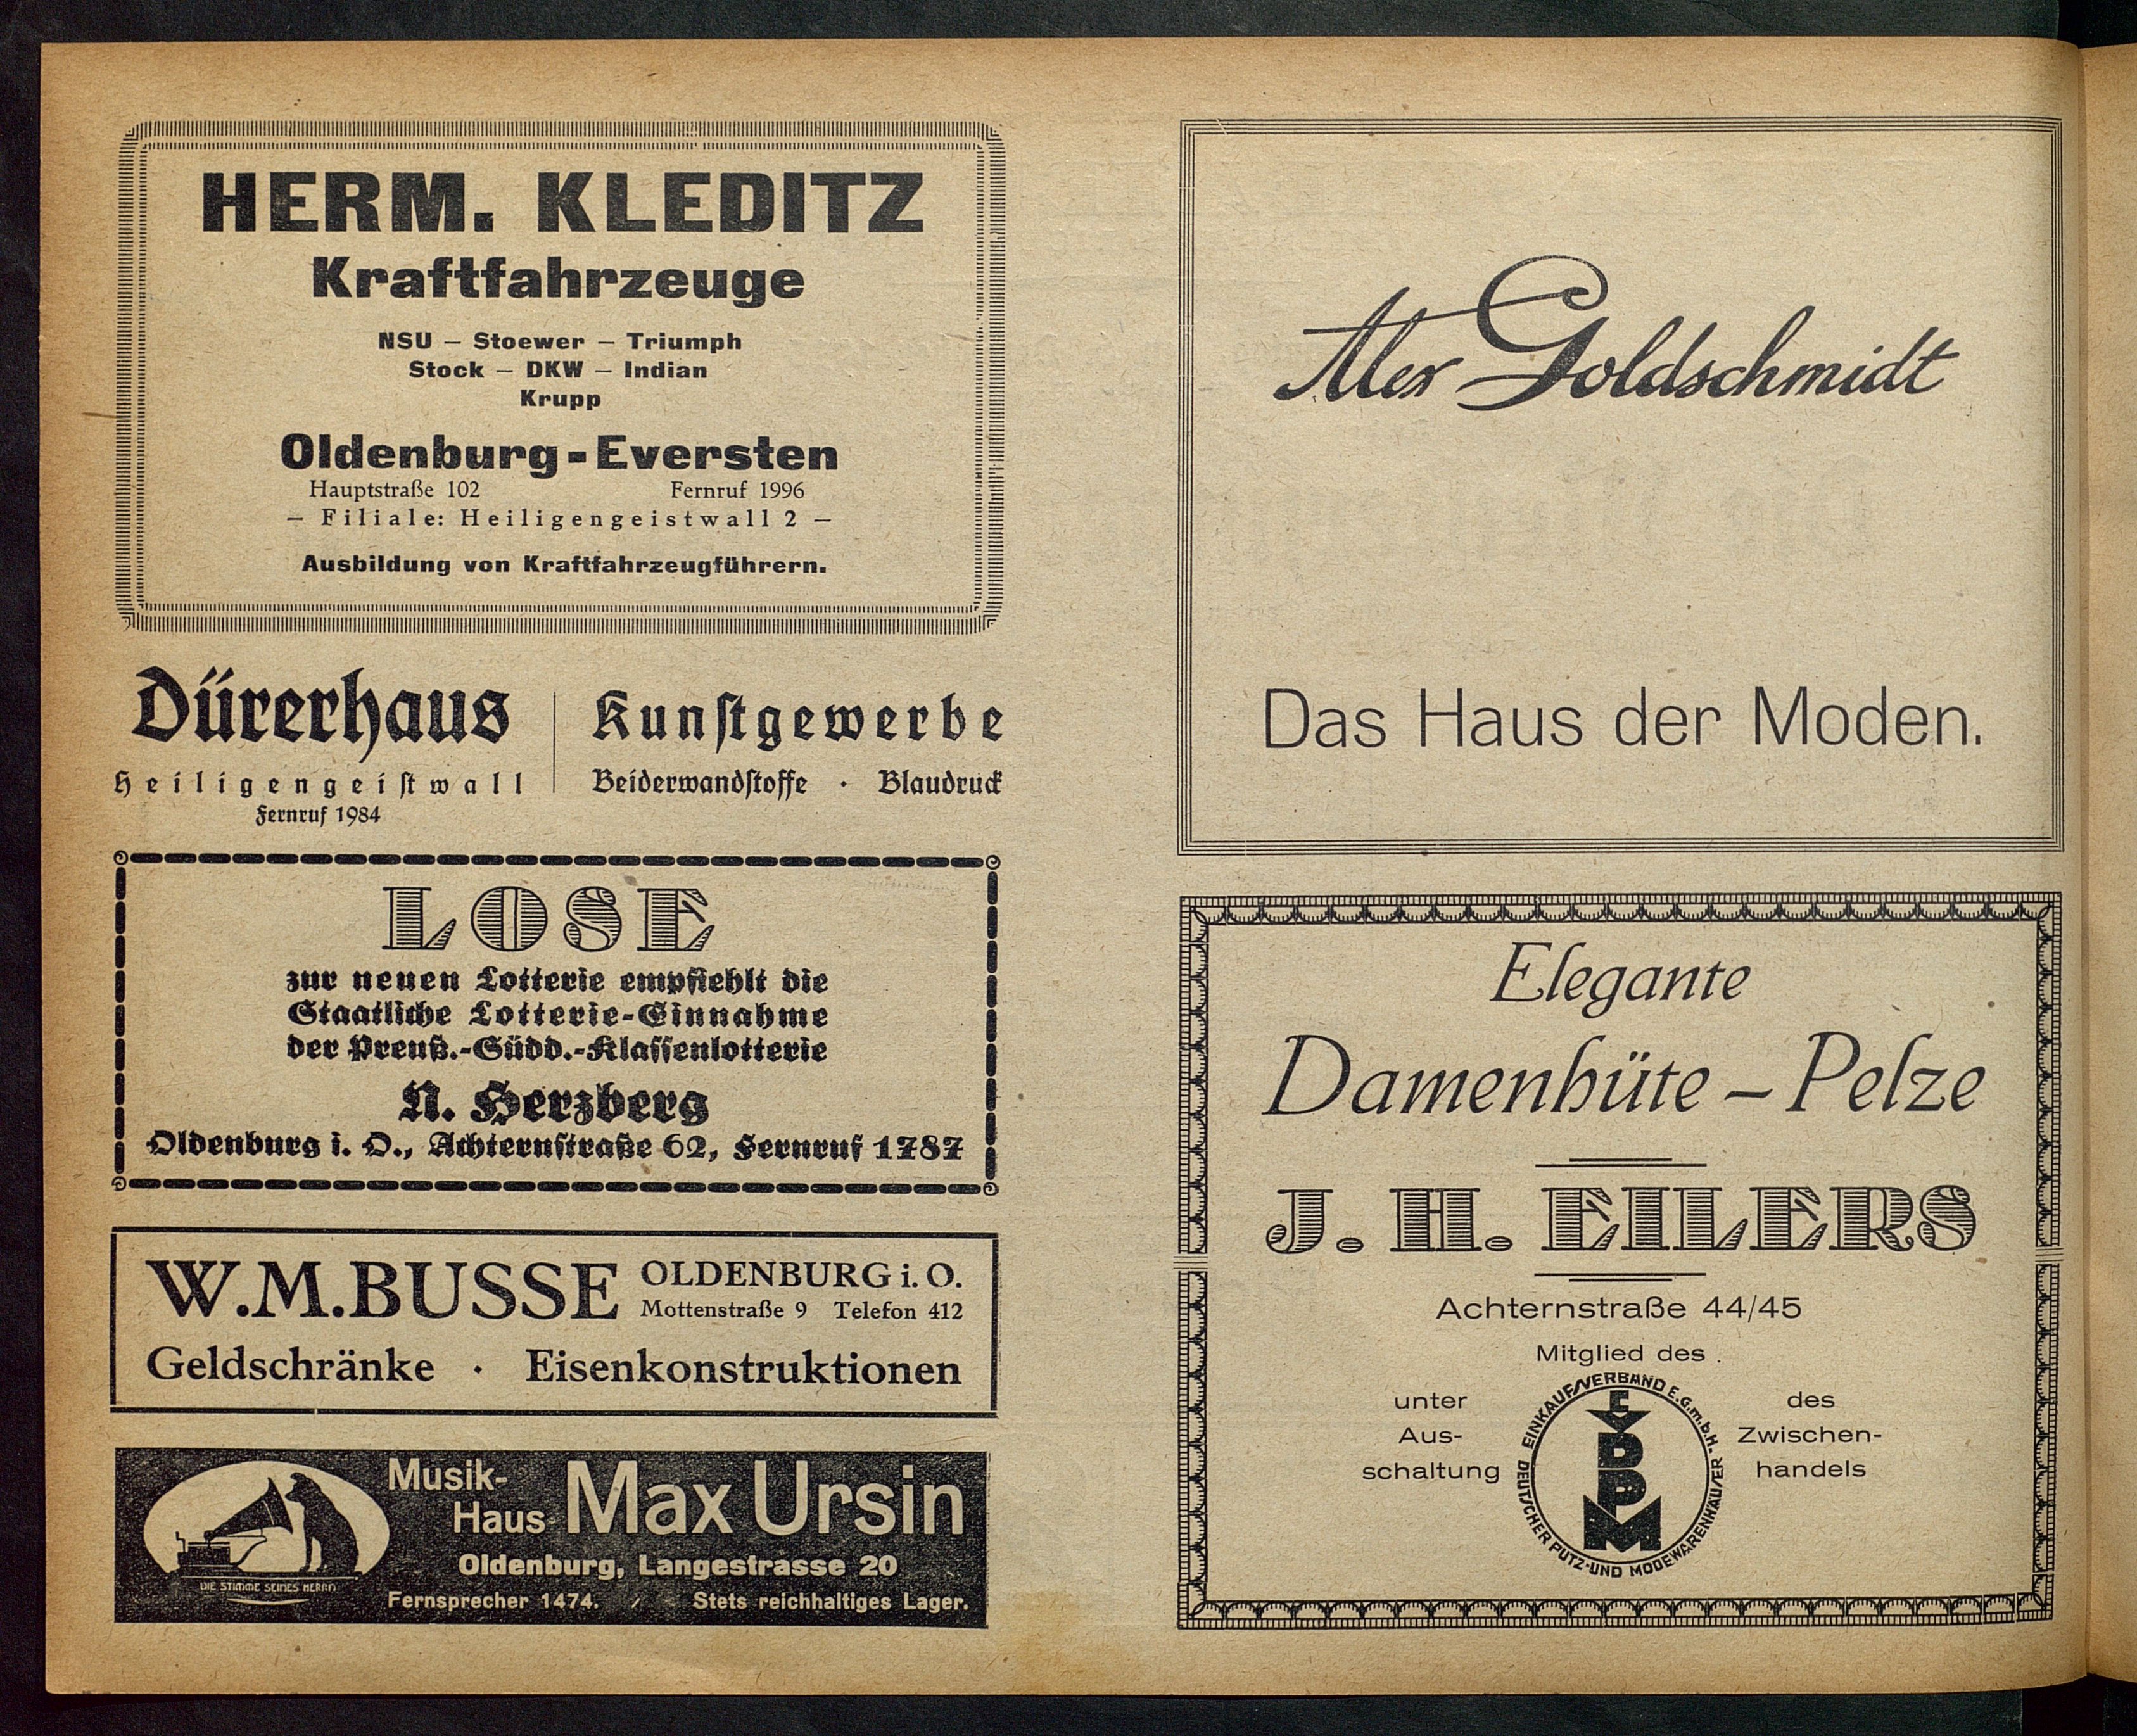 HERM. KLEDITZ
Kraftfahrzeuge
NSU – Stoewer – Triumph
Stock – DKW – Indian
Krupp
Oldenburg-Eversten
Hauptstraße 102 Fernruf 1996
– Filiale: Heiligengeistwall 2 –
Ausbildung von Kraftfahrzeugführern.
Dürerhaus
Heiligengeistwall
Fernruf 1984
Kunstgewerbe
Beiderwandstoffe · Blaudruck
LOSE
zur neuen Lotterie empfiehlt die
Staatliche Lotterie-Einnahme
der Preuß.-Südd.-Klassenlotterie
N. Herzberg
Oldenburg i. O., Achternstraße 62, Fernruf 1787
W.M.BUSSE OLDENBURG i. O.
Mottenstraße 9 Telefon 412
Geldschränke · Eisenkonstruktionen
Musik-
Haus Max Ursin
Oldenburg, Langestrasse 20
Fernsprecher 1474. / Stets reichhaltiges Lager.
DIE STIMME SEINES HERRN
Alex Goldschmidt
Das Haus der Moden.
Elegante
Damenhüte – Pelze
J. H. EILERS
Achternstraße 44/45
Mitglied des
unter
Aus-
schaltung
EINKAUFSVERBAND E.G.m.b.H.
DEUTSCHER PUTZ-UND MODEWARENHÄUSER
EVDPM
des
Zwischen-
handels